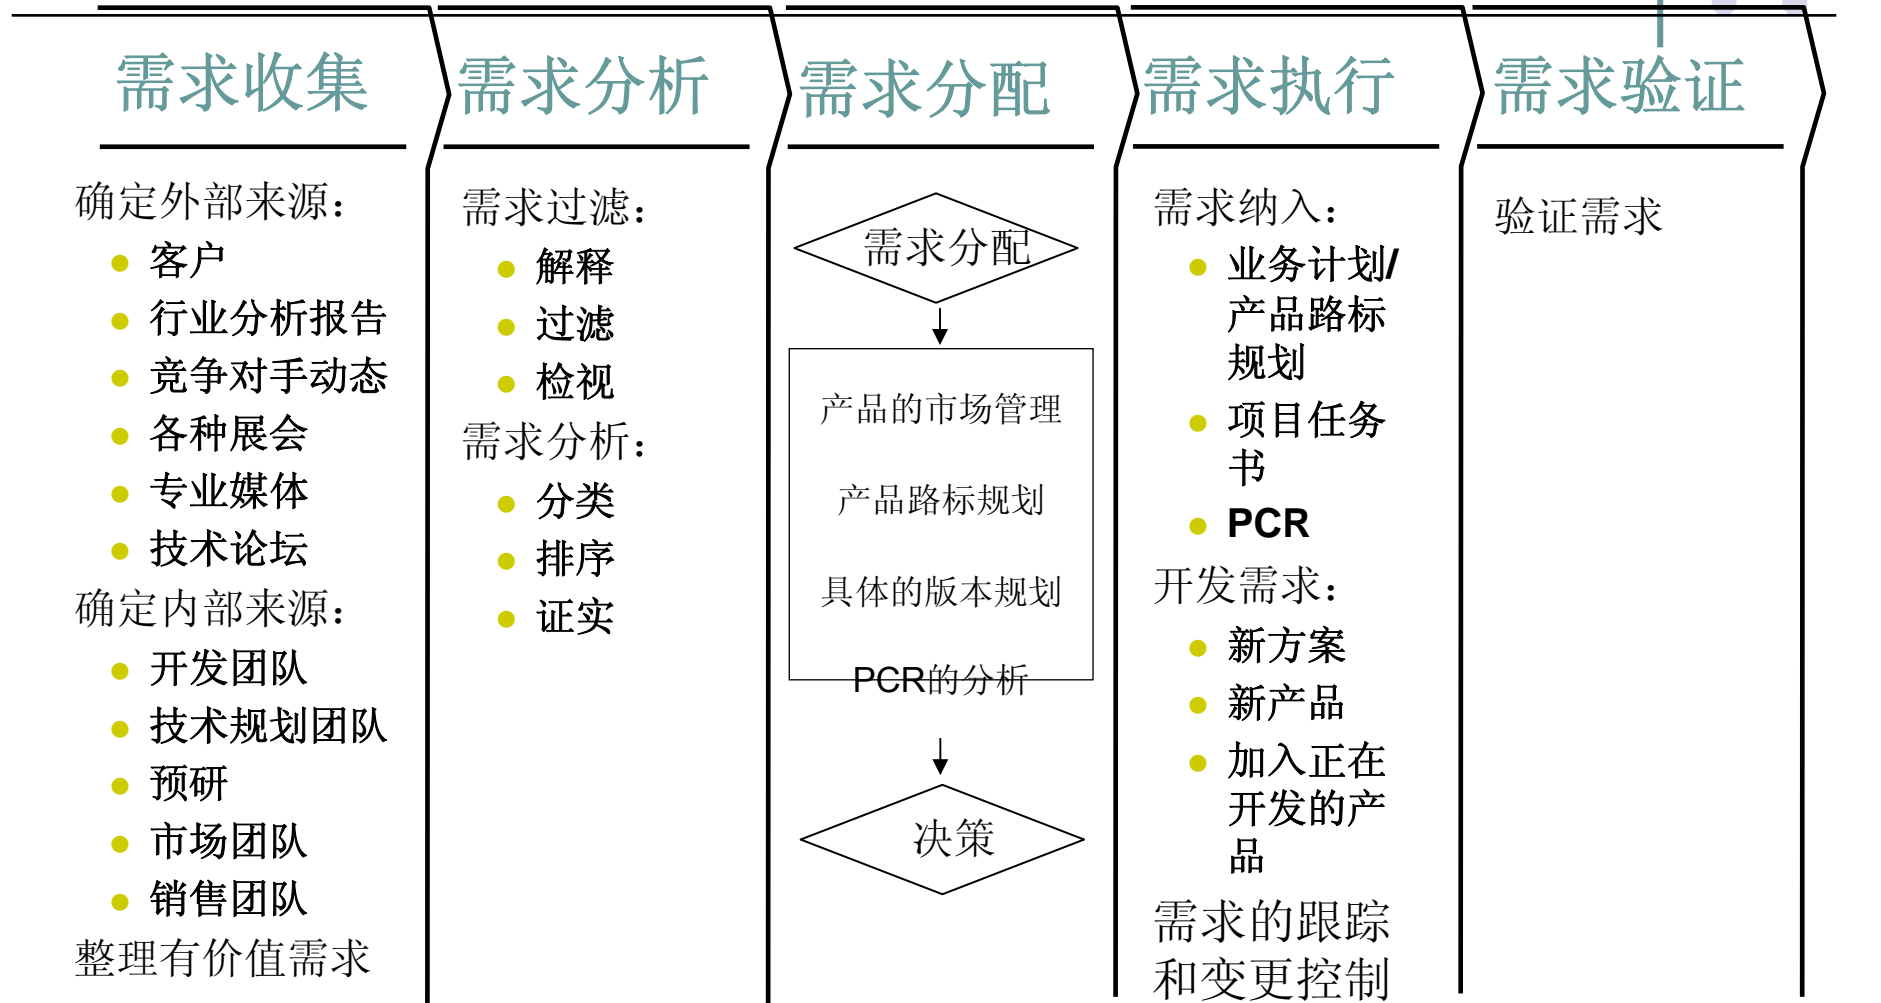 需求收集
需求分析
需求分配
需求执行
需求验证
确定外部来源：
客户
行业分析报告
竞争对手动态
各种展会
专业媒体
技术论坛
确定内部来源：
开发团队
技术规划团队
预研
市场团队
销售团队
整理有价值需求
需求过滤：
解释
过滤
检视
需求分析：
分类
排序
证实
需求分配
产品的市场管理
产品路标规划
具体的版本规划
PCR的分析
决策
需求纳入：
业务计划/
产品路标
规划
项目任务
书
PCR
开发需求：
新方案
新产品
加入正在
开发的产
品
需求的跟踪
和变更控制
验证需求